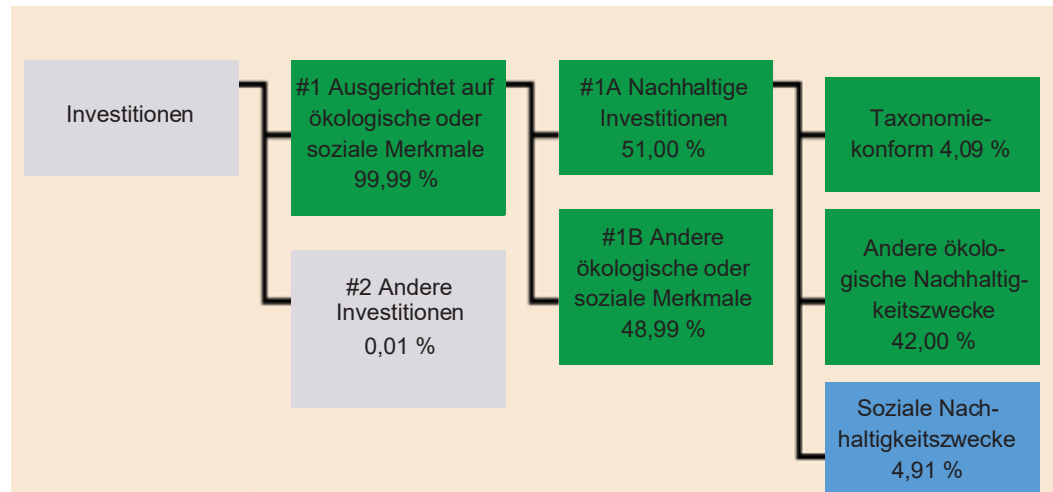 Investitionen
#1 Ausgerichtet auf
ökologische oder
soziale Merkmale
99,99 %
#2 Andere
Investitionen
0,01 %
#1A Nachhaltige
Investitionen
51,00 %
#1B Andere
ökologische oder
soziale Merkmale
48,99 %
Taxonomie-
konform 4,09 %
Andere ökolo-
gische Nachhaltig-
keitszwecke
42,00 %
Soziale Nach-
haltigkeitszwecke
4,91 %